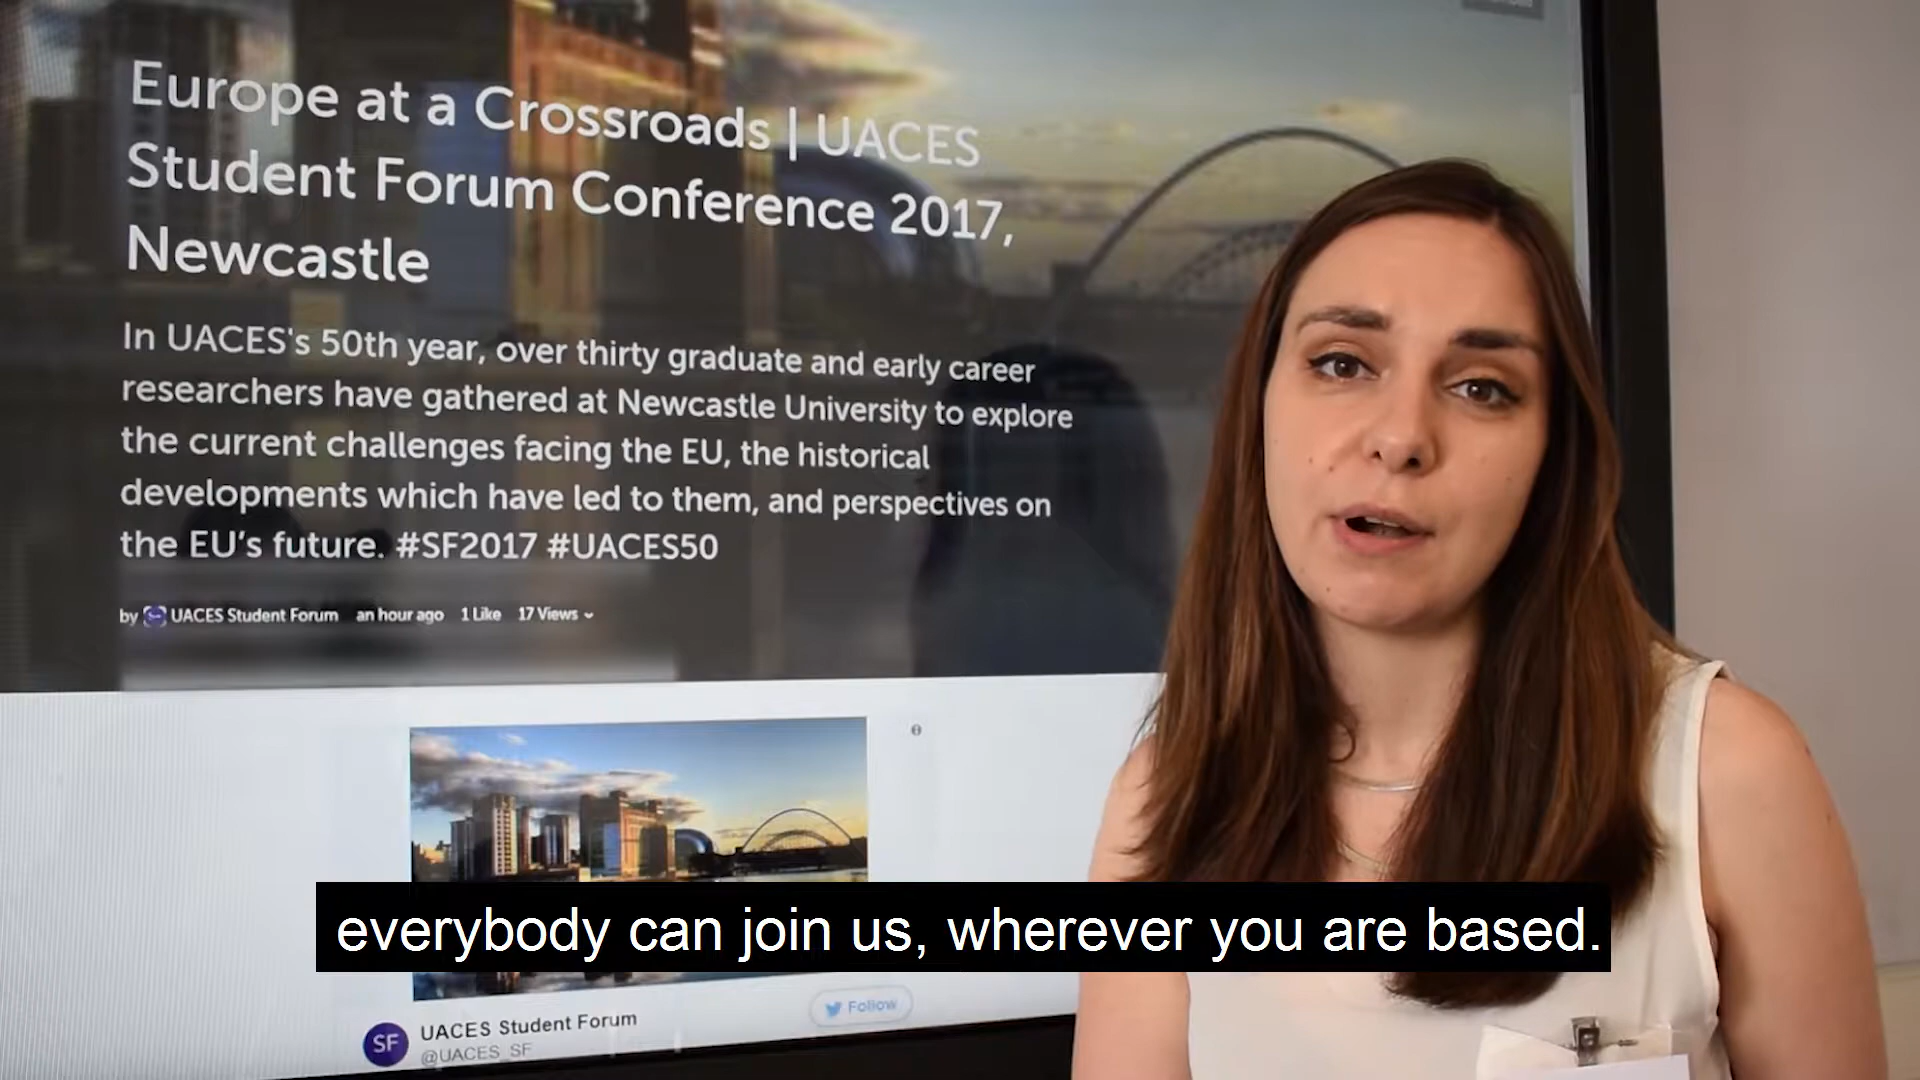 Europe at a Crossroads | UACES
Student Forum Conference 2017,
Newcastle
In UACES's 50th year, over thirty graduate and early career
researchers have gathered at Newcastle University to explore
the current challenges facing the EU, the historical
developments which have led to them, and perspectives on
the EU's future. #SF2017 #UACES50
by UACES Student Forum an hour ago 1 Like 17 Views
everybody can join us, wherever you are based.
Follow
SF UACES Student Forum
@UACES_SF